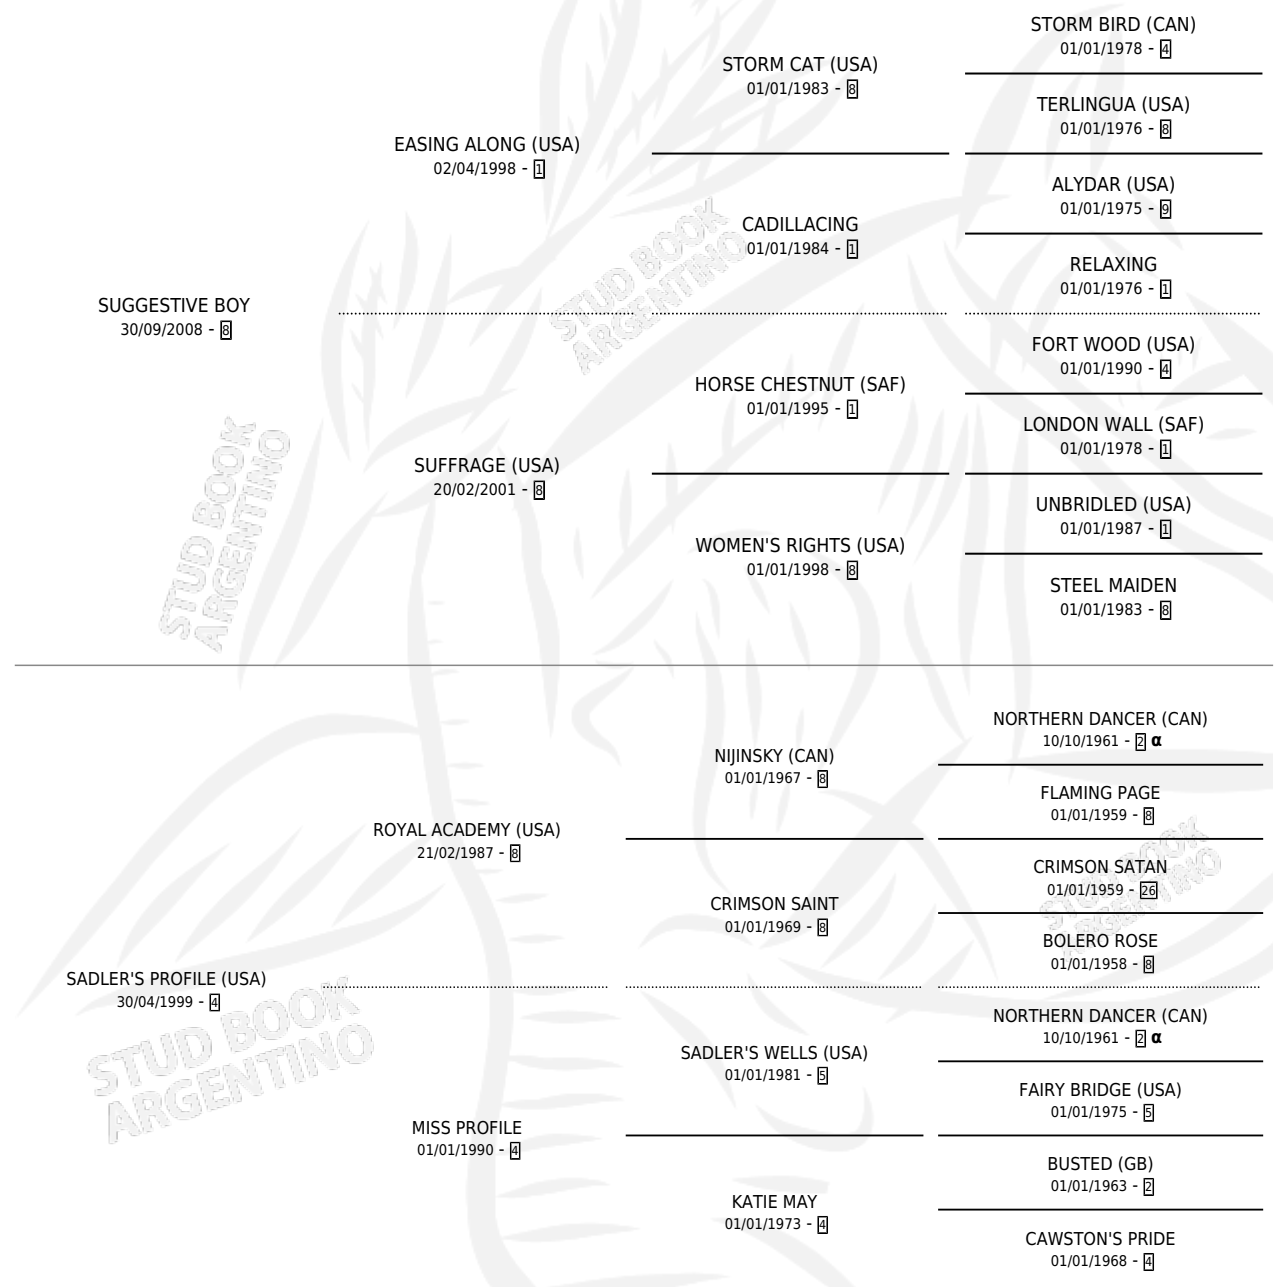 STORM BIRD (CAN)
01/01/1978 - 4
STORM CAT (USA)
01/01/1983 - 8
TERLINGUA (USA)
01/01/1976 - 8
EASING ALONG (USA)
02/04/1998 - 1
ALYDAR (USA)
01/01/1975 - 9
CADILLACING
01/01/1984 - 1
RELAXING
01/01/1976 - 1
SUGGESTIVE BOY
30/09/2008 - 8
FORT WOOD (USA)
01/01/1990 - 4
HORSE CHESTNUT (SAF)
01/01/1995 - 1
LONDON WALL (SAF)
01/01/1978 - 1
SUFFRAGE (USA)
20/02/2001 - 8
UNBRIDLED (USA)
01/01/1987 - 1
WOMEN'S RIGHTS (USA)
01/01/1998 - 8
STEEL MAIDEN
01/01/1983 - 8
STUD BOOK
ARGENTINO
STUD BOOK
ARGENTINO
NORTHERN DANCER (CAN)
10/10/1961 - 2 α
NIJINSKY (CAN)
01/01/1967 - 8
FLAMING PAGE
01/01/1959 - 8
ROYAL ACADEMY (USA)
21/02/1987 - 8
CRIMSON SATAN
01/01/1959 - 26
CRIMSON SAINT
01/01/1969 - 8
BOLERO ROSE
01/01/1958 - 8
SADLER'S PROFILE (USA)
30/04/1999 - 4
NORTHERN DANCER (CAN)
10/10/1961 - 2 α
SADLER'S WELLS (USA)
01/01/1981 - 5
FAIRY BRIDGE (USA)
01/01/1975 - 5
MISS PROFILE
01/01/1990 - 4
BUSTED (GB)
01/01/1963 - 2
KATIE MAY
01/01/1973 - 4
CAWSTON'S PRIDE
01/01/1968 - 4
STUD BOOK
ARGENTINO
STUD BOOK
ARGENTINO